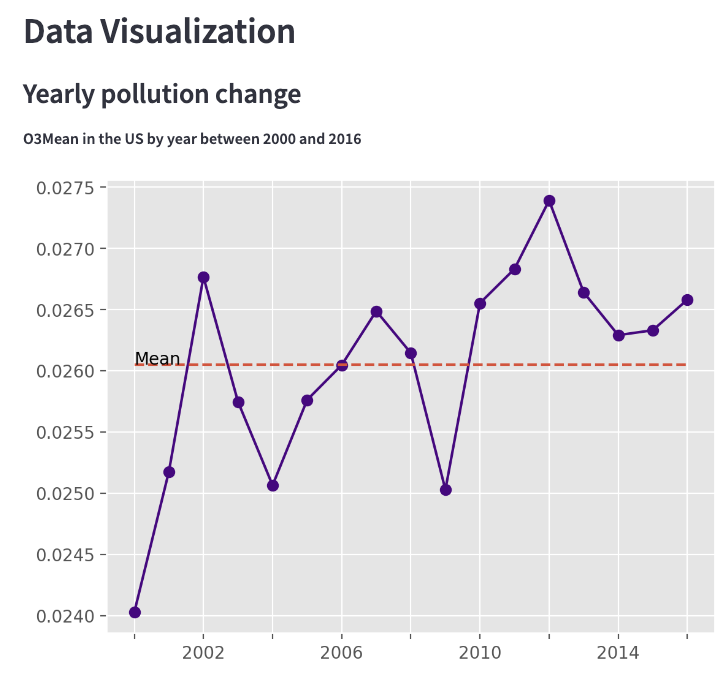 Data Visualization
Yearly pollution change
O3Mean in the US by year between 2000 and 2016
0.0275
0.0270
0.0265
Mean
0.0260
0.0255
0.0250
0.0245
0.0240
2002 2006 2010 2014